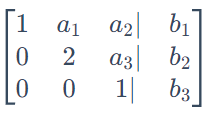 1 a₁ a₂| b₁
0 2 a₃| b₂
0 0 1| b₃